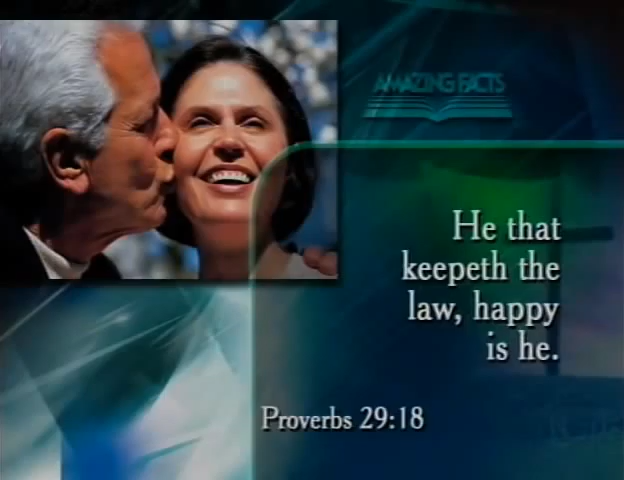 AMAZING FACTS
He that
keepeth the
law, happy
is he.
Proverbs 29:18